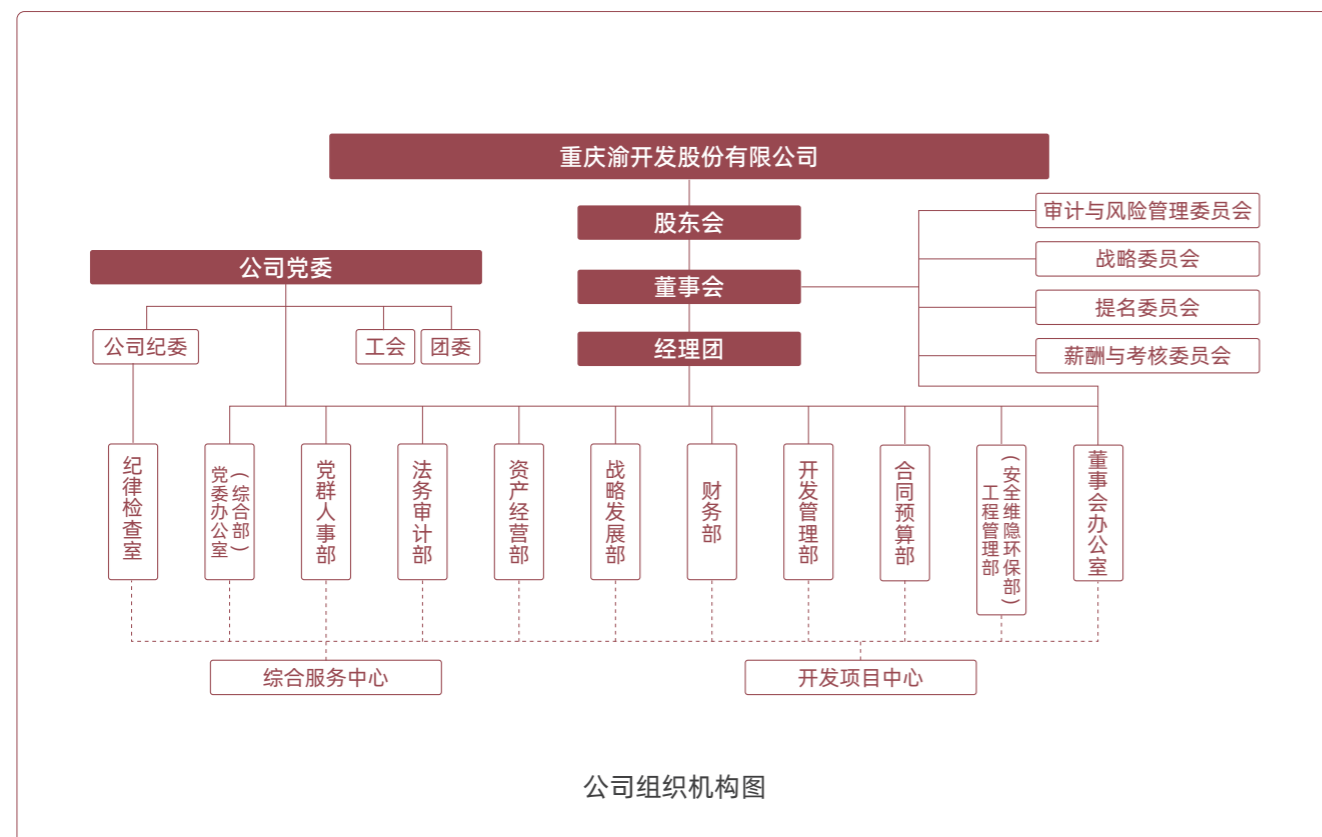 重庆渝开发股份有限公司
股东会
审计与风险管理委员会
战略委员会
公司党委
董事会
提名委员会
公司纪委
工会
团委
经理团
薪酬与考核委员会
纪律检查室
党委办公室
（综合部）
党群人事部
法务审计部
资产经营部
战略发展部
财务部
开发管理部
合同预算部
工程管理部
（安全维隐环保部）
董事会办公室
综合服务中心
开发项目中心
公司组织机构图